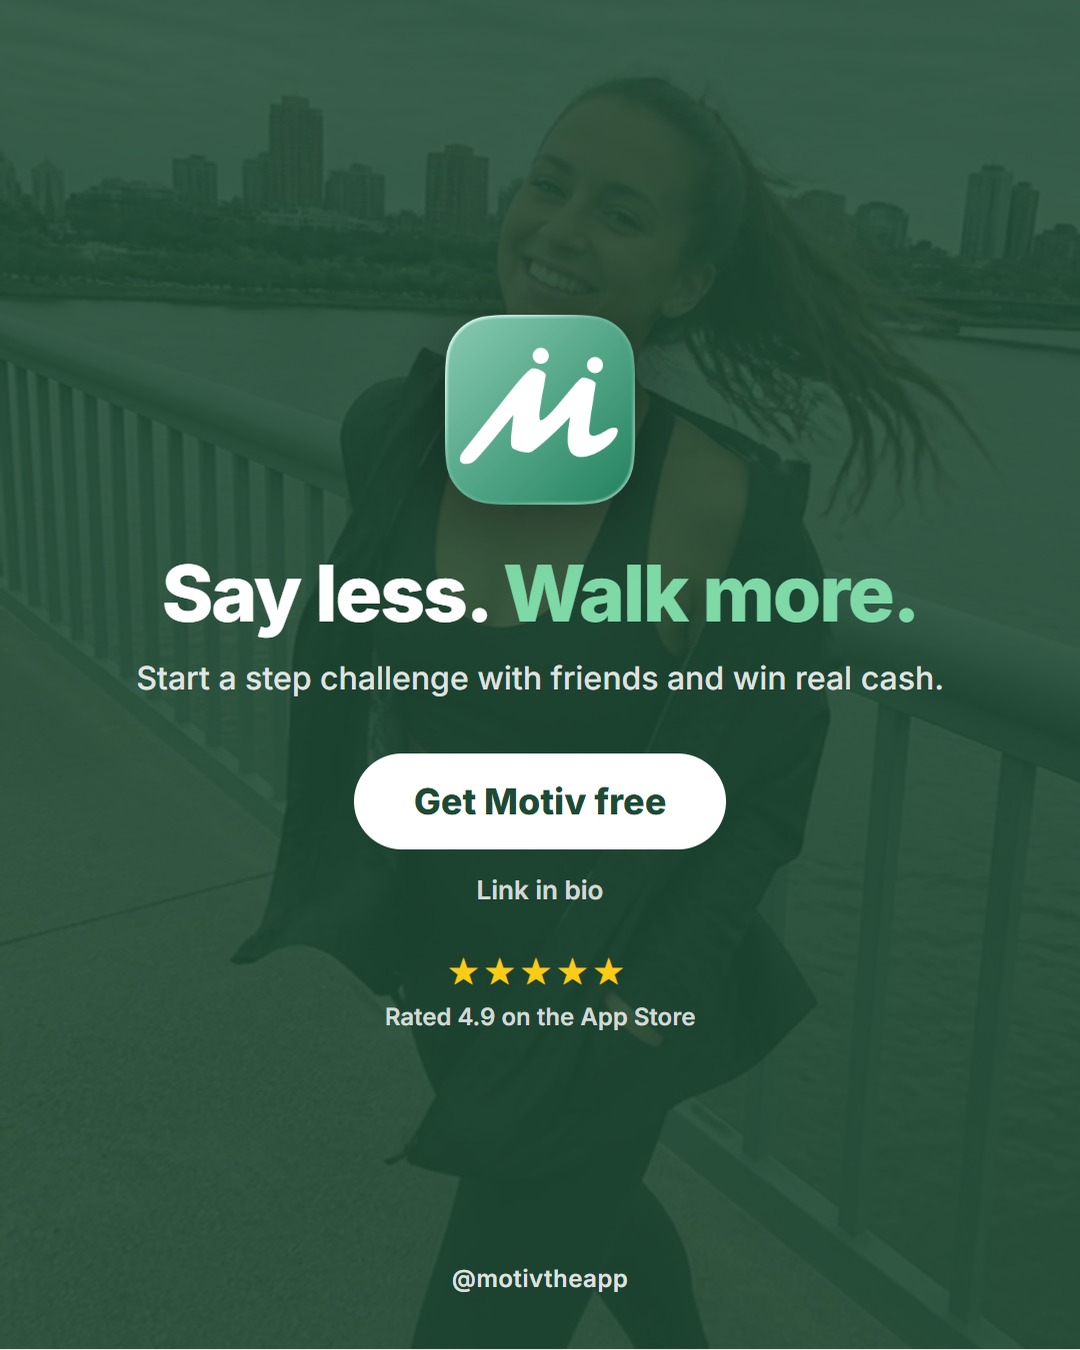 Say less. Walk more.
Start a step challenge with friends and win real cash.
Get Motiv free
Link in bio
★★★★★
Rated 4.9 on the App Store
@motivtheapp